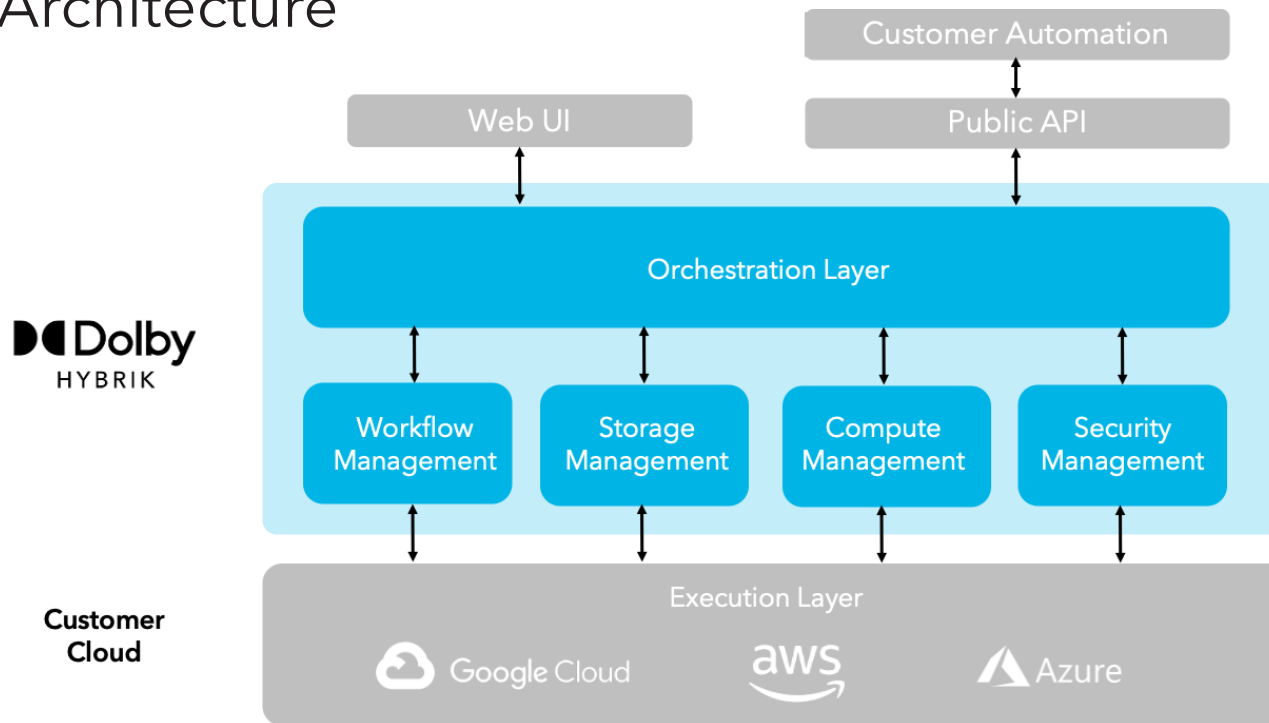 Architecture
Customer Automation
Web UI
Public API
Orchestration Layer
Dolby
HYBRIK
Workflow
Management
Storage
Management
Compute
Management
Security
Management
Customer
Cloud
Execution Layer
Google Cloud
aws
Azure